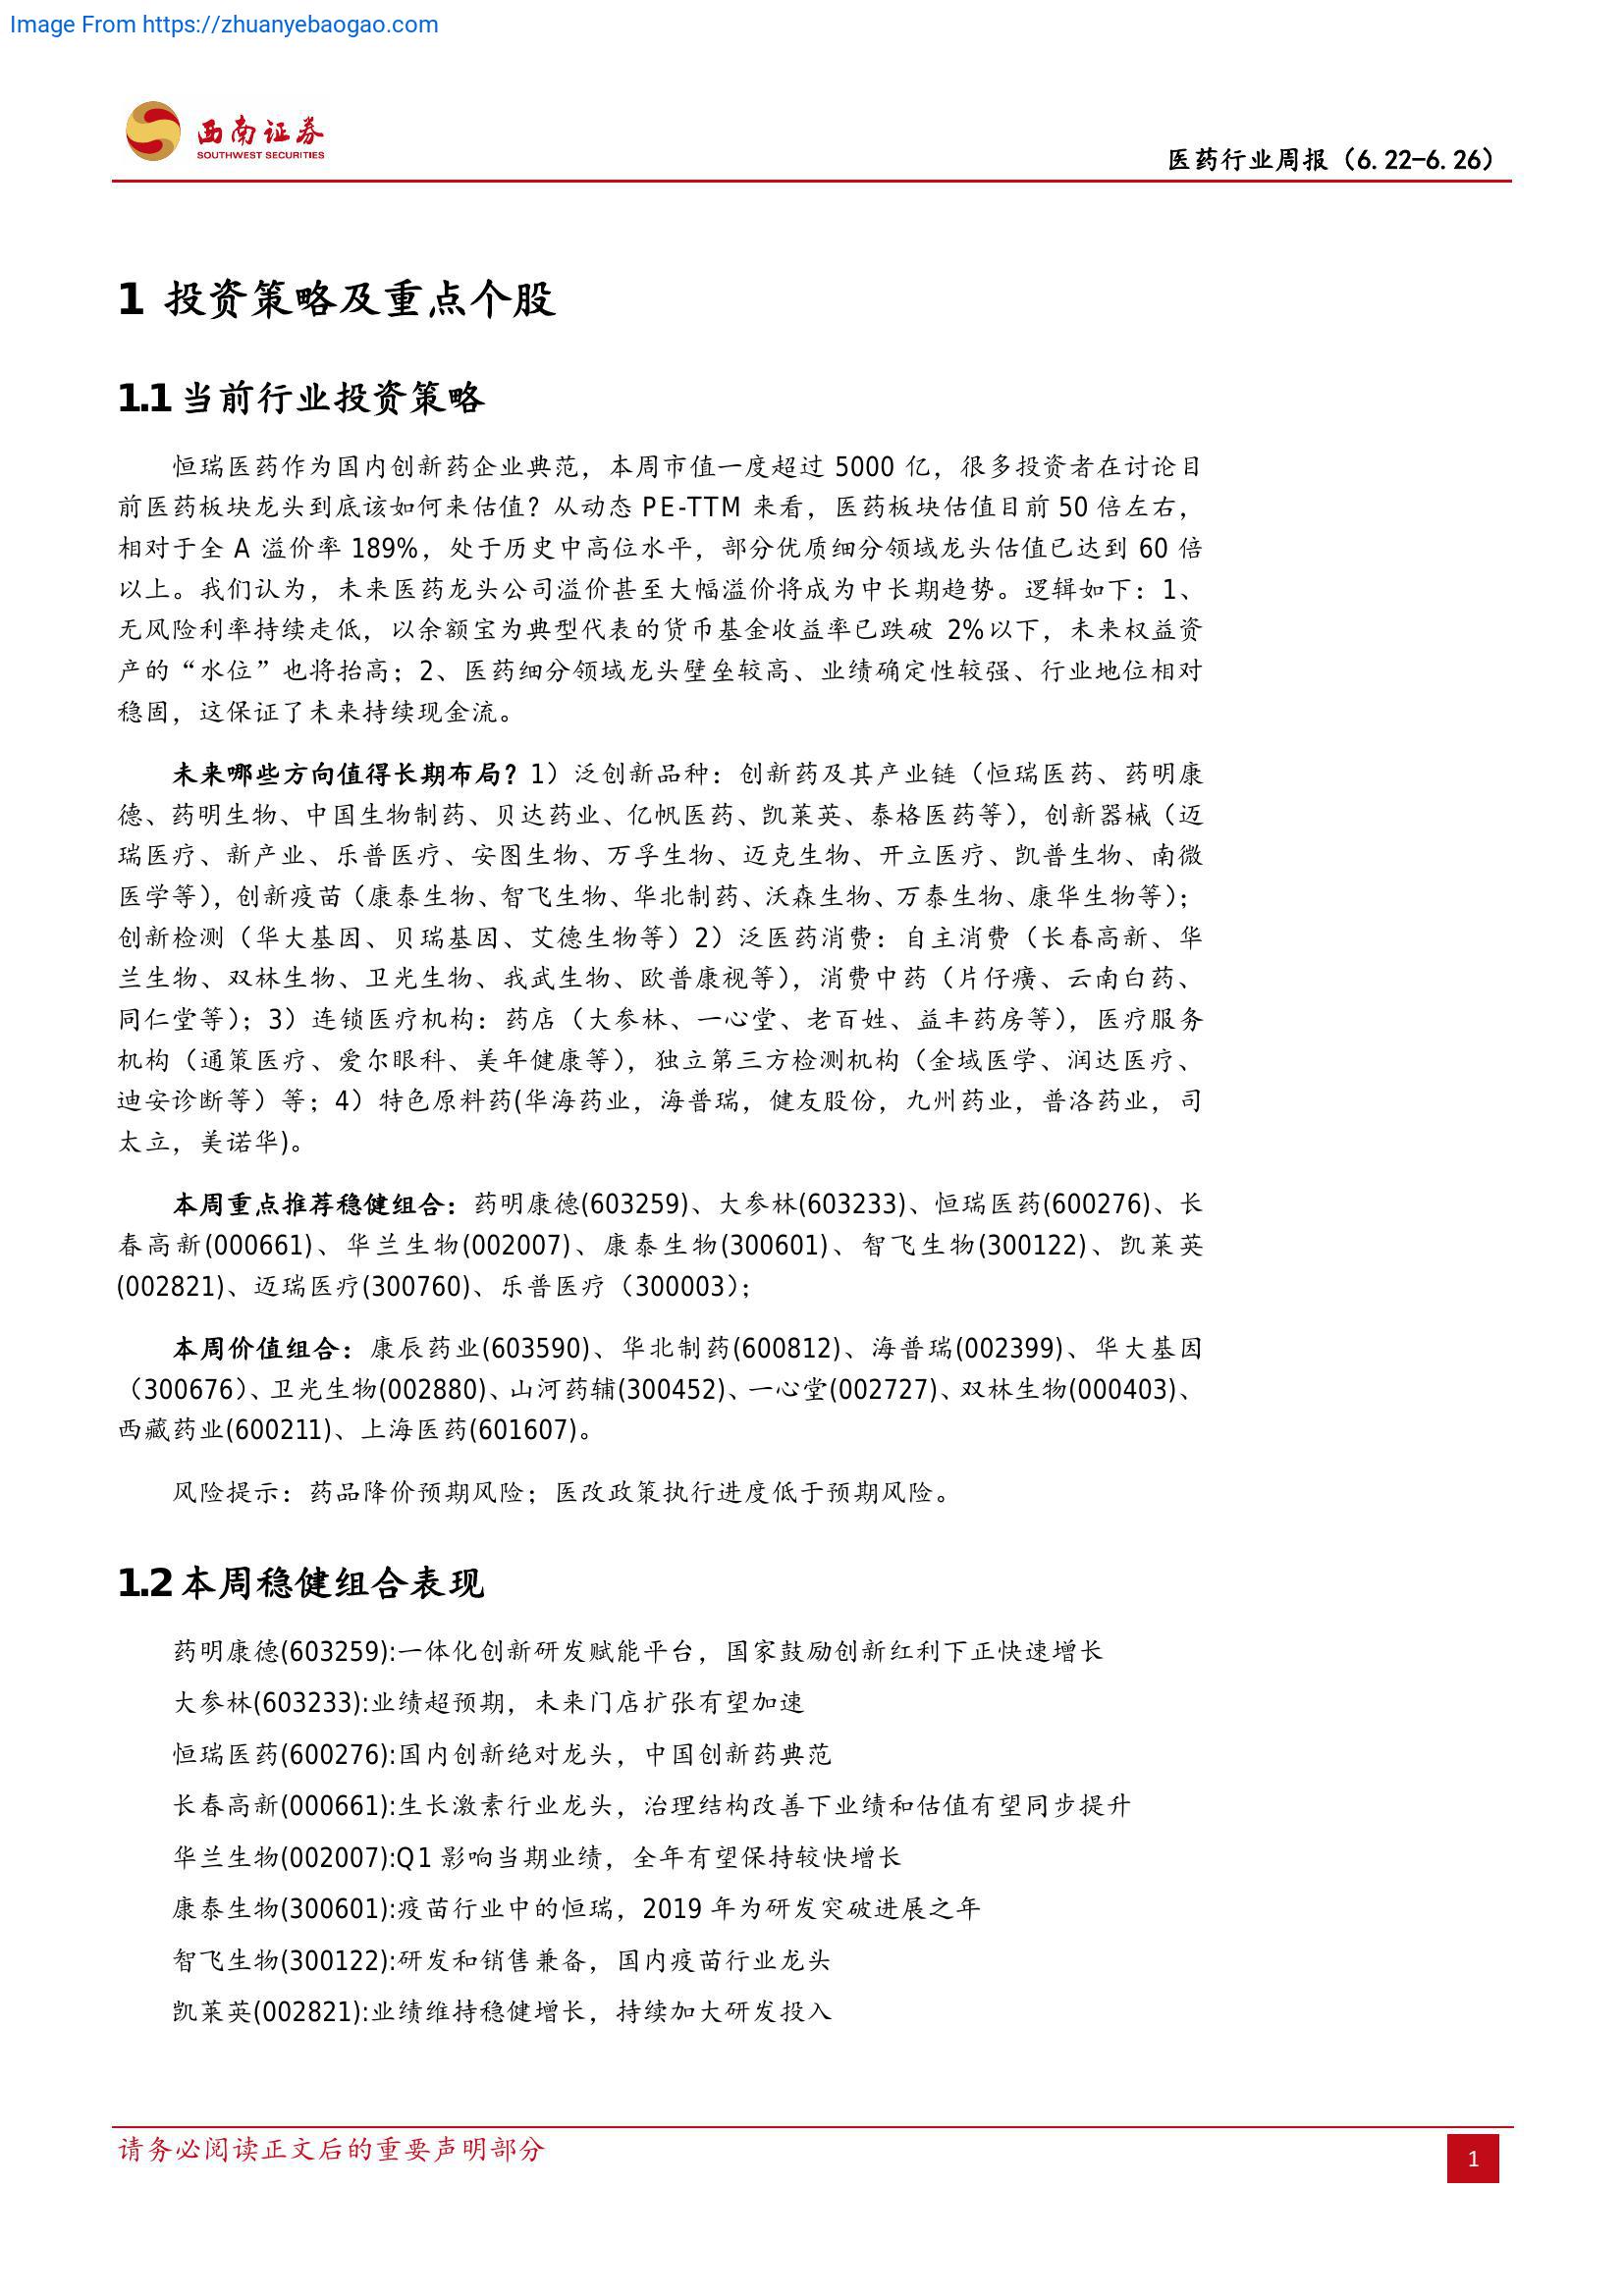 Image From https://zhuanyebaogao.com
西南证券
SOUTHWEST SECURITIES
医药行业周报（6.22-6.26）
1 投资策略及重点个股
1.1 当前行业投资策略
恒瑞医药作为国内创新药企业典范，本周市值一度超过 5000 亿，很多投资者在讨论目
前医药板块龙头到底该如何来估值？从动态 PE-TTM 来看，医药板块估值目前 50 倍左右，
相对于全 A 溢价率 189%，处于历史中高位水平，部分优质细分领域龙头估值已达到 60 倍
以上。我们认为，未来医药龙头公司溢价甚至大幅溢价将成为中长期趋势。逻辑如下：1、
无风险利率持续走低，以余额宝为典型代表的货币基金收益率已跌破 2%以下，未来权益资
产的“水位”也将抬高；2、医药细分领域龙头壁垒较高、业绩确定性较强、行业地位相对
稳固，这保证了未来持续现金流。
未来哪些方向值得长期布局？1）泛创新品种：创新药及其产业链（恒瑞医药、药明康
德、药明生物、中国生物制药、贝达药业、亿帆医药、凯莱英、泰格医药等），创新器械（迈
瑞医疗、新产业、乐普医疗、安图生物、万孚生物、迈克生物、开立医疗、凯普生物、南微
医学等），创新疫苗（康泰生物、智飞生物、华北制药、沃森生物、万泰生物、康华生物等）；
创新检测（华大基因、贝瑞基因、艾德生物等）2）泛医药消费：自主消费（长春高新、华
兰生物、双林生物、卫光生物、我武生物、欧普康视等），消费中药（片仔癀、云南白药、
同仁堂等）；3）连锁医疗机构：药店（大参林、一心堂、老百姓、益丰药房等），医疗服务
机构（通策医疗、爱尔眼科、美年健康等），独立第三方检测机构（金域医学、润达医疗、
迪安诊断等）等；4）特色原料药(华海药业，海普瑞，健友股份，九州药业，普洛药业，司
太立，美诺华)。
本周重点推荐稳健组合：药明康德(603259)、大参林(603233)、恒瑞医药(600276)、长
春高新(000661)、华兰生物(002007)、康泰生物(300601)、智飞生物(300122)、凯莱英
(002821)、迈瑞医疗(300760)、乐普医疗（300003）；
本周价值组合：康辰药业(603590)、华北制药(600812)、海普瑞(002399)、华大基因
（300676）、卫光生物(002880)、山河药辅(300452)、一心堂(002727)、双林生物(000403)、
西藏药业(600211)、上海医药(601607)。
风险提示：药品降价预期风险；医改政策执行进度低于预期风险。
1.2 本周稳健组合表现
药明康德(603259):一体化创新研发赋能平台，国家鼓励创新红利下正快速增长
大参林(603233):业绩超预期，未来门店扩张有望加速
恒瑞医药(600276):国内创新绝对龙头，中国创新药典范
长春高新(000661):生长激素行业龙头，治理结构改善下业绩和估值有望同步提升
华兰生物(002007):Q1 影响当期业绩，全年有望保持较快增长
康泰生物(300601):疫苗行业中的恒瑞，2019 年为研发突破进展之年
智飞生物(300122):研发和销售兼备，国内疫苗行业龙头
凯莱英(002821):业绩维持稳健增长，持续加大研发投入
请务必阅读正文后的重要声明部分
1